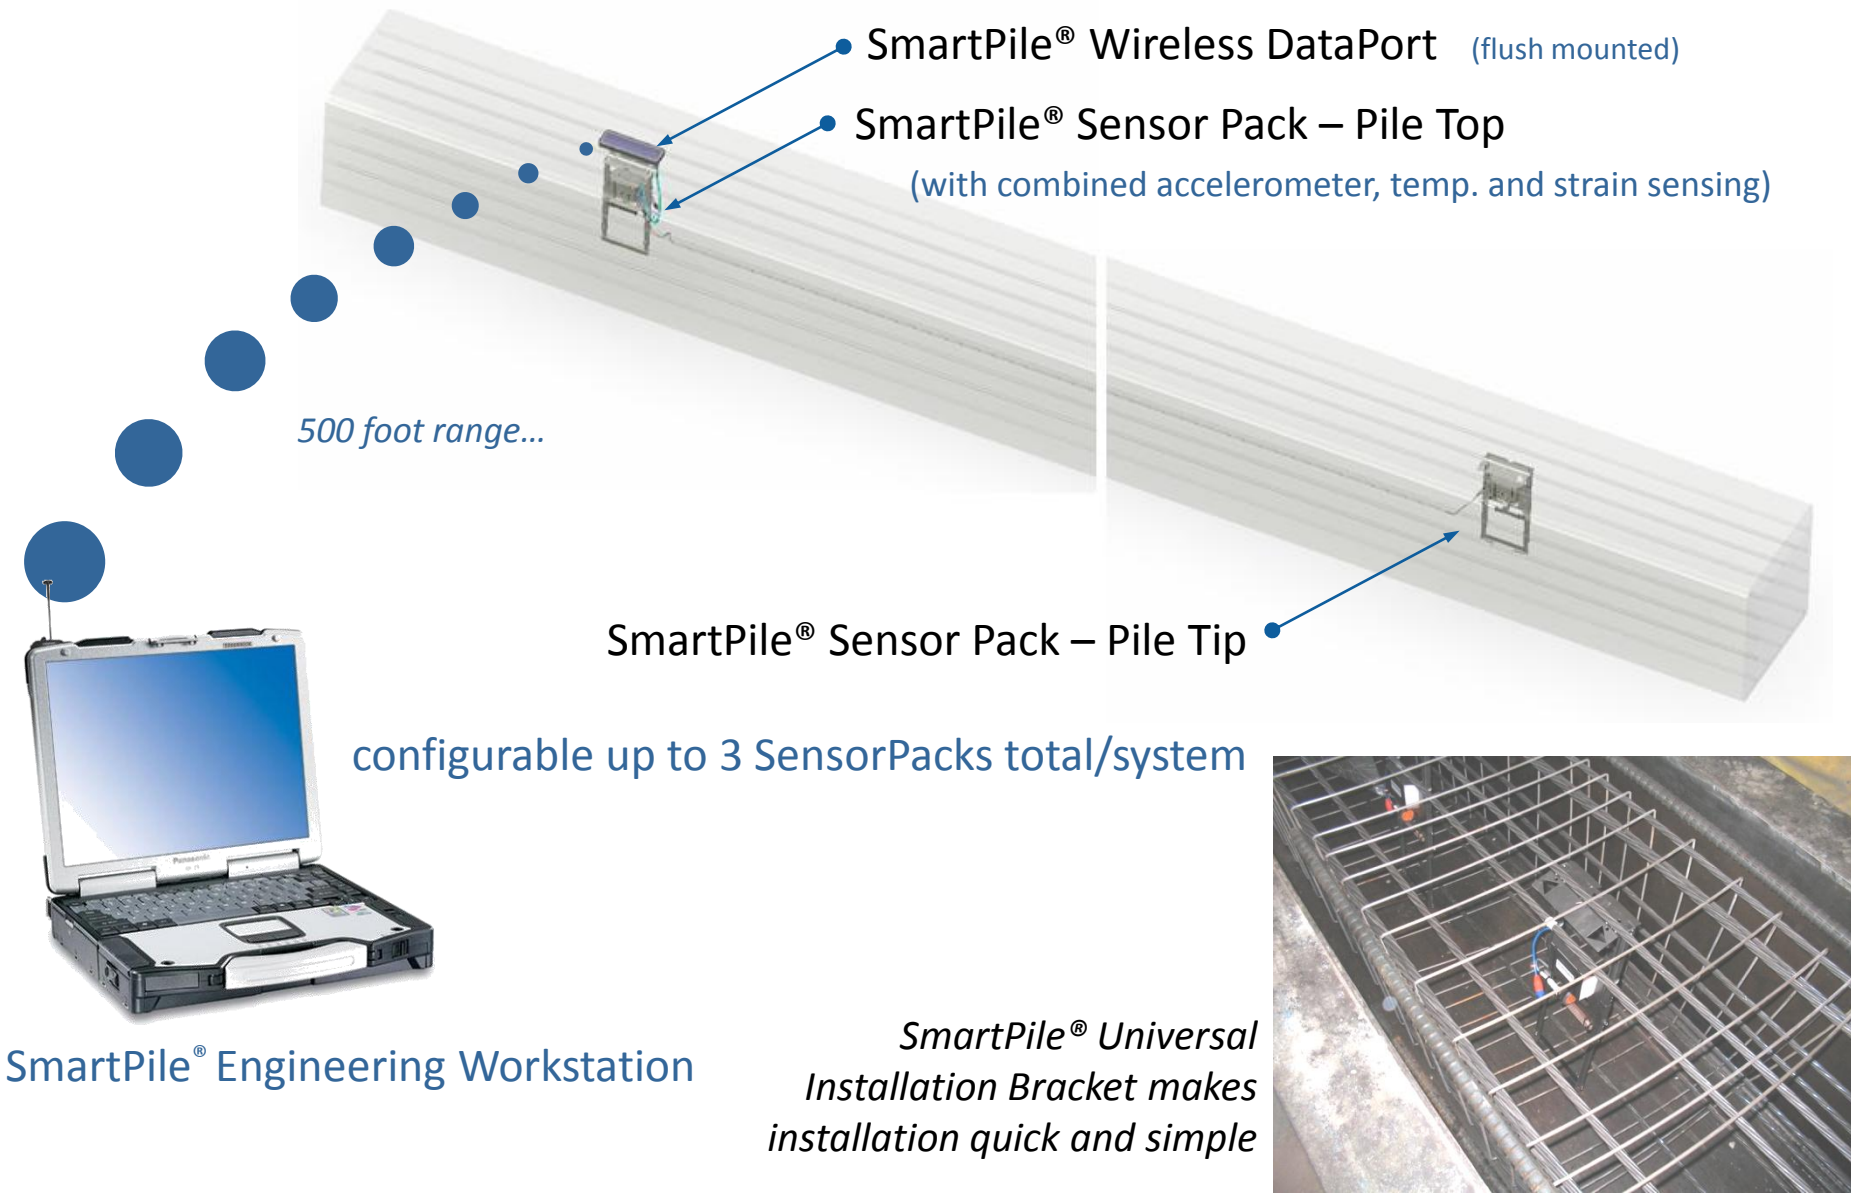 SmartPile® Wireless DataPort (flush mounted)
SmartPile® Sensor Pack – Pile Top
(with combined accelerometer, temp. and strain sensing)
500 foot range...
SmartPile® Sensor Pack – Pile Tip
configurable up to 3 SensorPacks total/system
Panasonic
SmartPile® Engineering Workstation
SmartPile® Universal
Installation Bracket makes
installation quick and simple